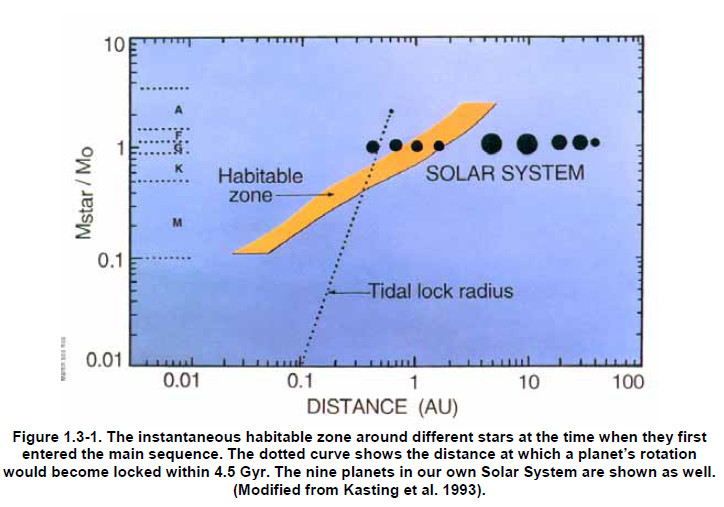 10
A
F
G
K
M
1
0.1
0.01
Mstar / Mo
Habitable
zone
SOLAR SYSTEM
Tidal lock radius
0.01
0.1
1
10
100
DISTANCE (AU)
Figure 1.3-1. The instantaneous habitable zone around different stars at the time when they first
entered the main sequence. The dotted curve shows the distance at which a planet's rotation
would become locked within 4.5 Gyr. The nine planets in our own Solar System are shown as well.
(Modified from Kasting et al. 1993).